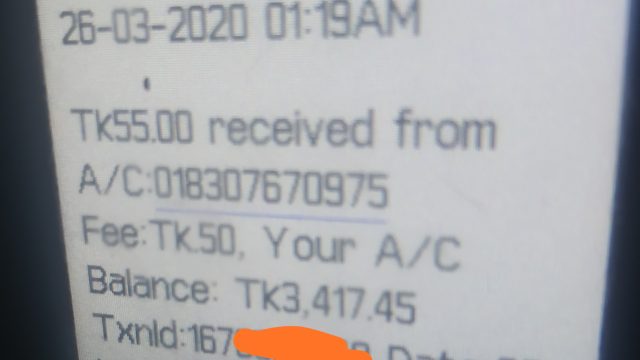 26-03-2020 01:19AM
Tk55.00 received from
A/C:018307670975
Fee:Tk.50, Your A/C
Balance: Tk3,417.45
TxnId:167